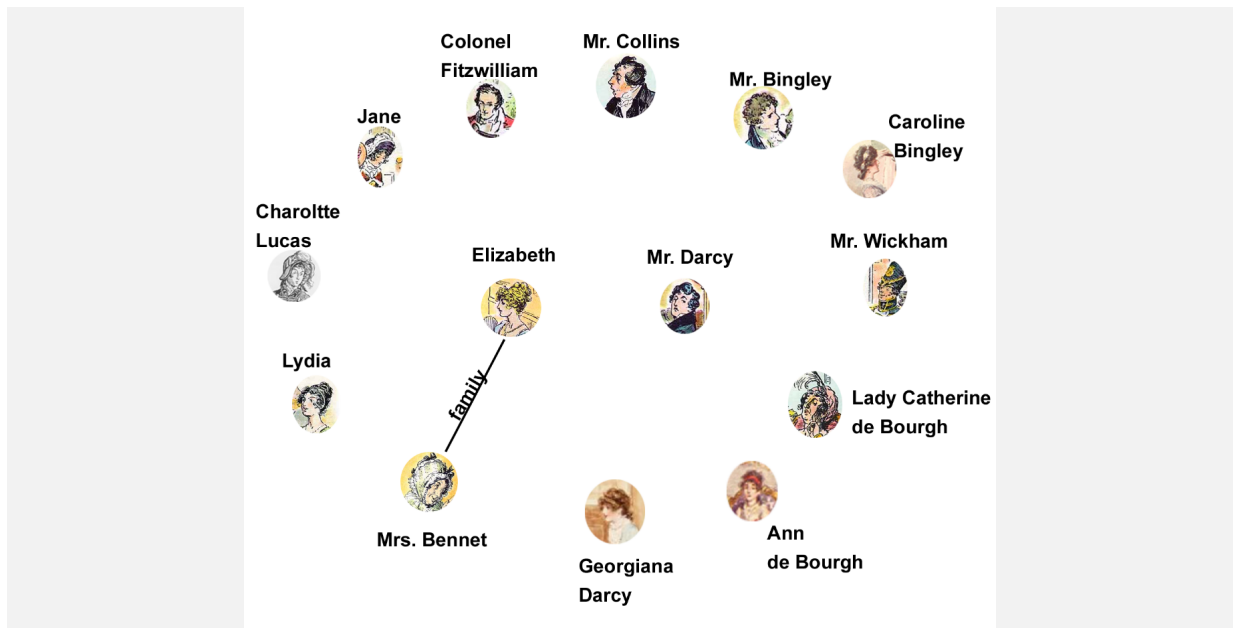 Colonel
Fitzwilliam
Mr. Collins
Mr. Bingley
Jane
Caroline
Bingley
Charoltte
Lucas
Elizabeth
Mr. Darcy
Mr. Wickham
Lydia
family
Lady Catherine
de Bourgh
Mrs. Bennet
Georgiana
Darcy
Ann
de Bourgh